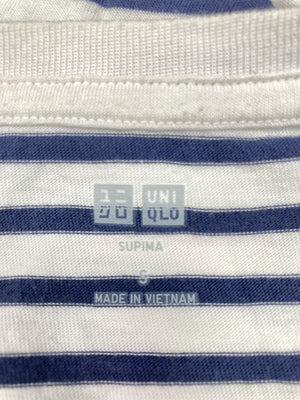 ユニ UNI
クロ QLO
SUPIMA
S
MADE IN VIETNAM